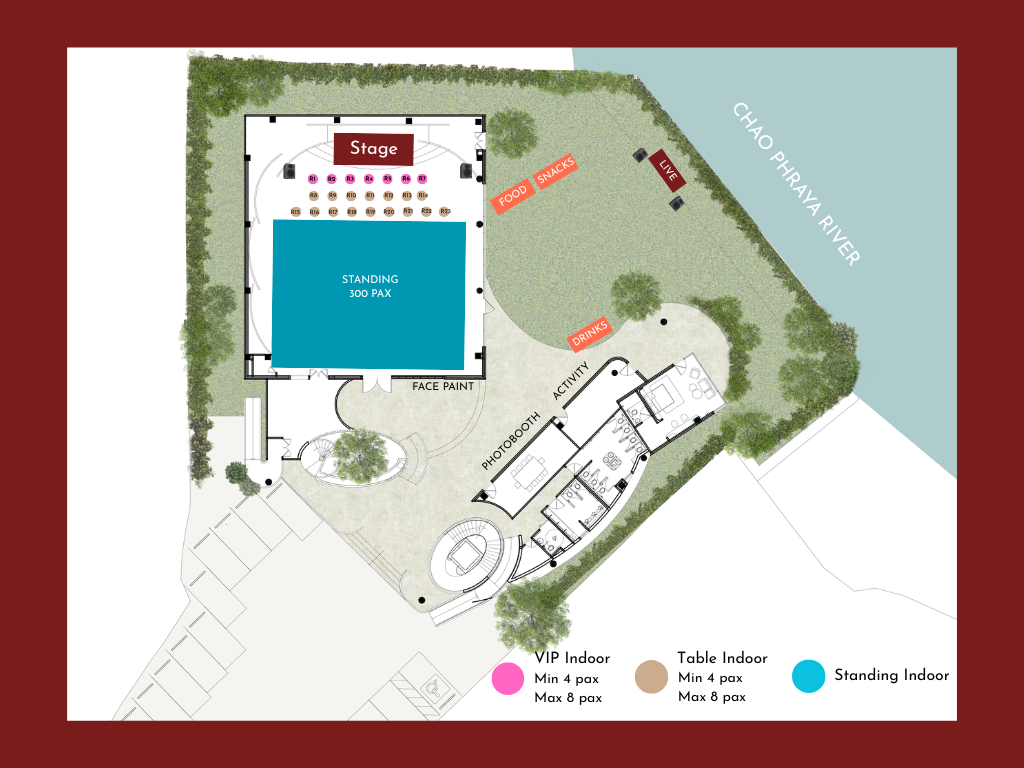 Stage
R1 R2 R3 R4 R5 R6 R7
R8 R9 R10 R11 R12 R13 R14
R15 R16 R17 R18 R19 R20 R21 R22 R23
STANDING
300 PAX
FOOD
SNACKS
LIVE
CHAO PHRAYA RIVER
DRINKS
FACE PAINT
ACTIVITY
PHOTOBOOTH
VIP Indoor
Min 4 pax
Max 8 pax
Table Indoor
Min 4 pax
Max 8 pax
Standing Indoor